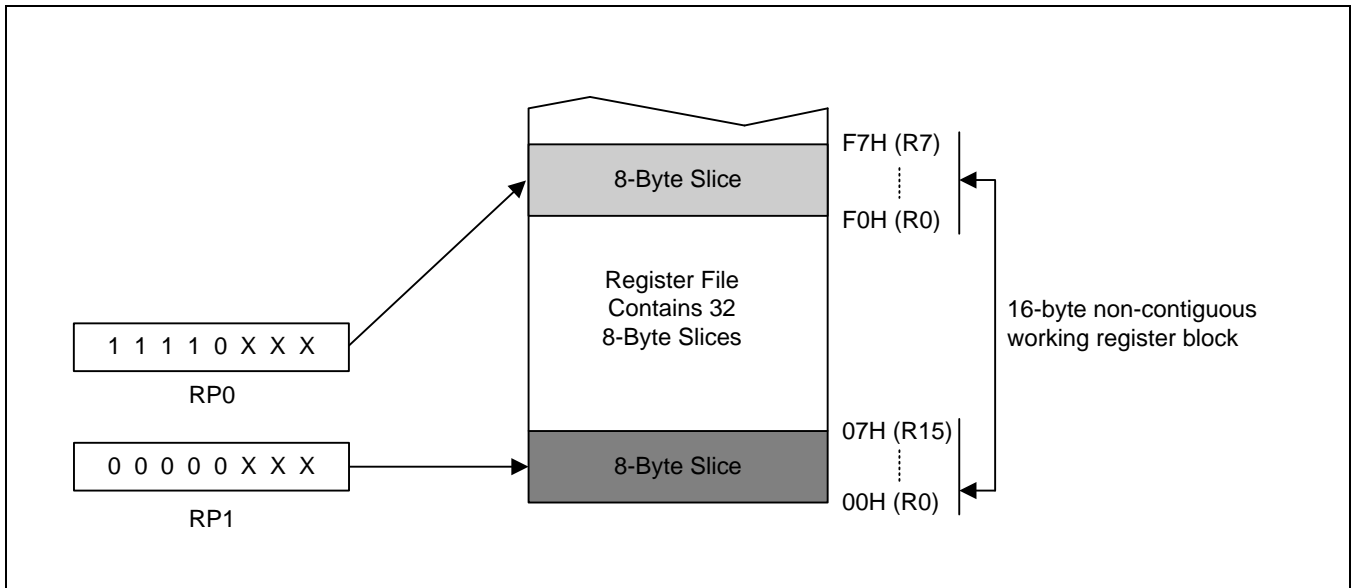 F7H (R7)
8-Byte Slice
F0H (R0)
Register File
Contains 32
8-Byte Slices
16-byte non-contiguous
working register block
1 1 1 1 0 X X X
RP0
07H (R15)
0 0 0 0 0 X X X
8-Byte Slice
00H (R0)
RP1